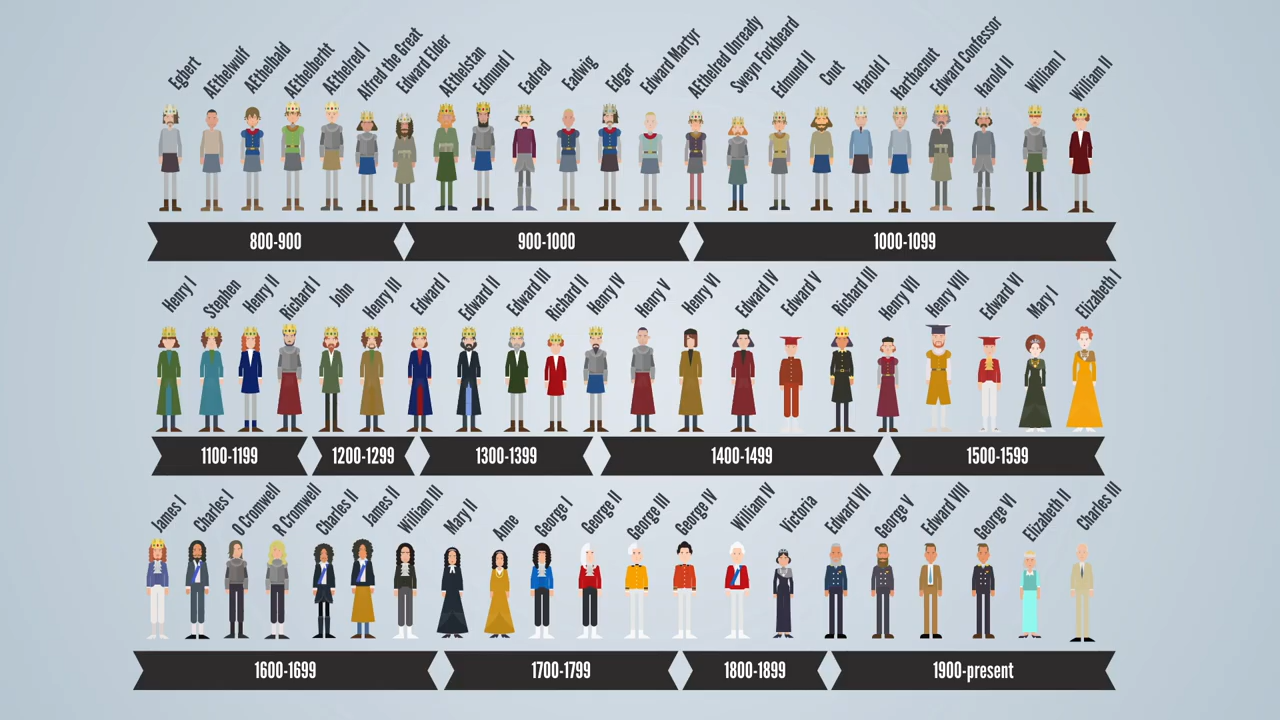 Egbert
AEthelwulf
AEthelbald
AEthelberht
AEthelred I
Alfred the Great
Edward Elder
AEthelstan
Edmund I
Eadred
Eadwig
Edgar
Edward Martyr
AEthelred Unready
Sweyn Forkbeard
Edmund II
Cnut
Harold I
Harthacnut
Edward Confessor
Harold II
William I
William II
800-900
900-1000
1000-1099
Henry I
Stephen
Henry II
Richard I
John
Henry III
Edward I
Edward II
Edward III
Richard II
Henry IV
Henry V
Henry VI
Edward IV
Edward V
Richard III
Henry VII
Henry VIII
Edward VI
Mary I
Elizabeth I
1100-1199
1200-1299
1300-1399
1400-1499
1500-1599
James I
Charles I
O Cromwell
R Cromwell
Charles II
James II
William III
Mary II
Anne
George I
George II
George III
George IV
William IV
Victoria
Edward VII
George V
Edward VIII
George VI
Elizabeth II
Charles III
1600-1699
1700-1799
1800-1899
1900-present